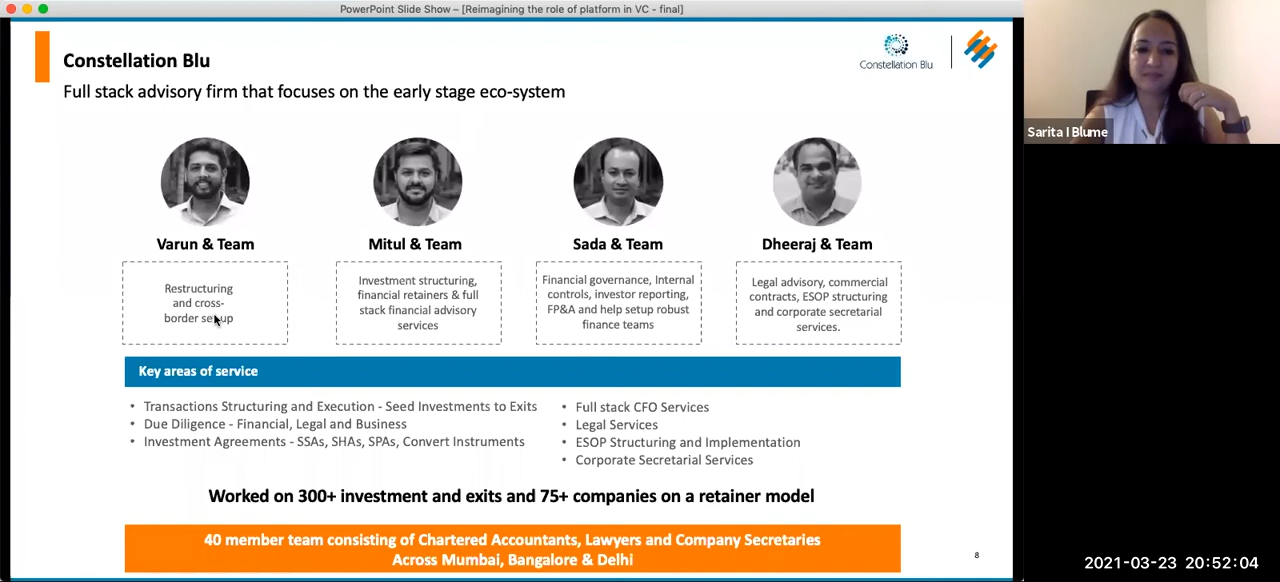 PowerPoint Slide Show – [Reimagining the role of platform in VC - final]
Constellation Blu
Constellation Blu
Full stack advisory firm that focuses on the early stage eco-system
Sarita I Blume
Varun & Team
Mitul & Team
Sada & Team
Dheeraj & Team
Restructuring
and cross-
border setup
Investment structuring,
financial retainers & full
stack financial advisory
services
Financial governance, Internal
controls, investor reporting,
FP&A and help setup robust
finance teams
Legal advisory, commercial
contracts, ESOP structuring
and corporate secretarial
services.
Key areas of service
• Transactions Structuring and Execution - Seed Investments to Exits
• Due Diligence - Financial, Legal and Business
• Investment Agreements - SSAs, SHAs, SPAs, Convert Instruments
• Full stack CFO Services
• Legal Services
• ESOP Structuring and Implementation
• Corporate Secretarial Services
Worked on 300+ investment and exits and 75+ companies on a retainer model
40 member team consisting of Chartered Accountants, Lawyers and Company Secretaries
Across Mumbai, Bangalore & Delhi
8
2021-03-23 20:52:04